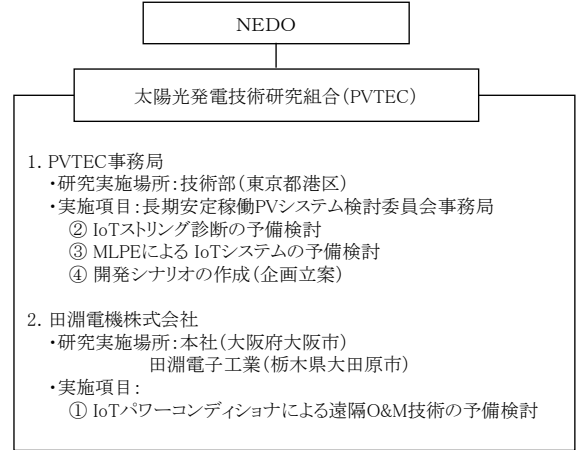 NEDO
太陽光発電技術研究組合(PVTEC)
1. PVTEC事務局
・研究実施場所:技術部(東京都港区)
・実施項目:長期安定稼働PVシステム検討委員会事務局
② IoTストリング診断の予備検討
③ MLPEによる IoTシステムの予備検討
④ 開発シナリオの作成(企画立案)
2. 田淵電機株式会社
・研究実施場所:本社(大阪府大阪市)
田淵電子工業(栃木県大田原市)
・実施項目:
① IoTパワーコンディショナによる遠隔O&M技術の予備検討